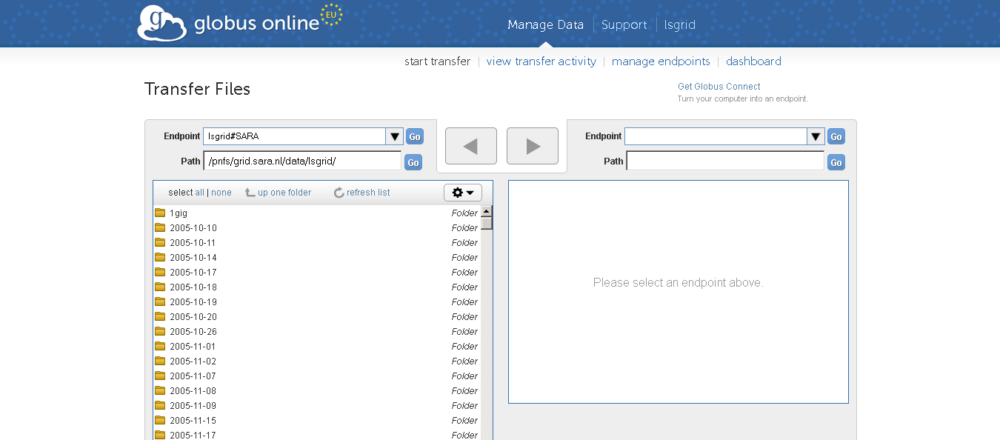 globus online EU
Manage Data | Support | lsgrid
start transfer | view transfer activity | manage endpoints | dashboard
Transfer Files
Get Globus Connect
Turn your computer into an endpoint.
Endpoint lsgrid#SARA Go
Path /pnfs/grid.sara.nl/data/lsgrid/ Go
Endpoint Go
Path Go
select all | none up one folder refresh list
1gig Folder
2005-10-10 Folder
2005-10-11 Folder
2005-10-14 Folder
2005-10-17 Folder
2005-10-18 Folder
2005-10-19 Folder
2005-10-20 Folder
2005-10-26 Folder
2005-11-01 Folder
2005-11-02 Folder
2005-11-07 Folder
2005-11-08 Folder
2005-11-09 Folder
2005-11-15 Folder
2005-11-17 Folder
Please select an endpoint above.